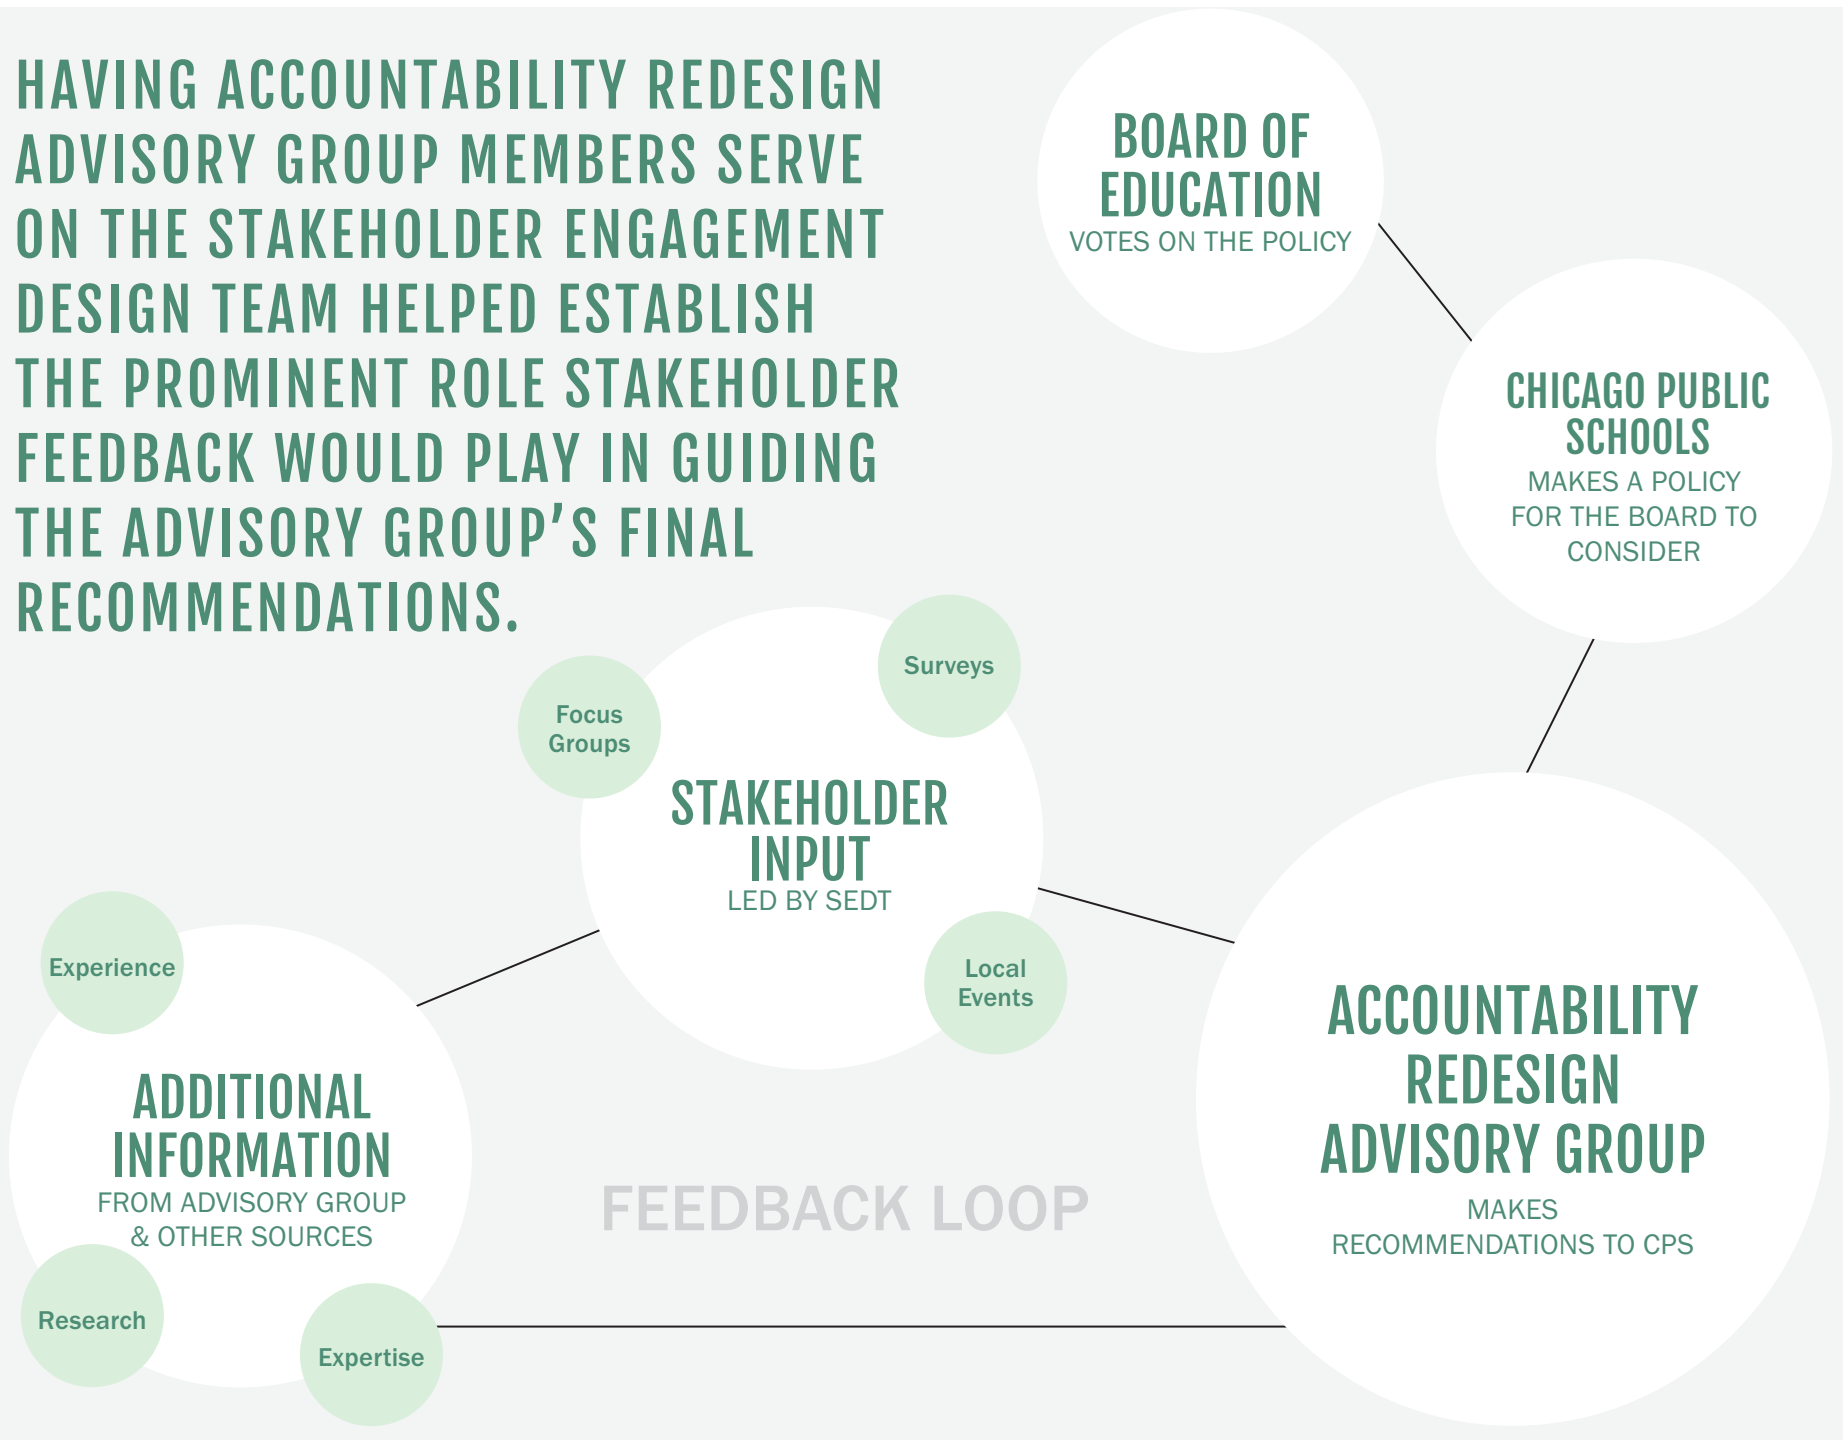 HAVING ACCOUNTABILITY REDESIGN
ADVISORY GROUP MEMBERS SERVE
ON THE STAKEHOLDER ENGAGEMENT
DESIGN TEAM HELPED ESTABLISH
THE PROMINENT ROLE STAKEHOLDER
FEEDBACK WOULD PLAY IN GUIDING
THE ADVISORY GROUP’S FINAL
RECOMMENDATIONS.
BOARD OF
EDUCATION
VOTES ON THE POLICY
CHICAGO PUBLIC
SCHOOLS
MAKES A POLICY
FOR THE BOARD TO
CONSIDER
Surveys
Focus
Groups
STAKEHOLDER
INPUT
LED BY SEDT
Local
Events
Experience
ADDITIONAL
INFORMATION
FROM ADVISORY GROUP
& OTHER SOURCES
Research
Expertise
FEEDBACK LOOP
ACCOUNTABILITY
REDESIGN
ADVISORY GROUP
MAKES
RECOMMENDATIONS TO CPS